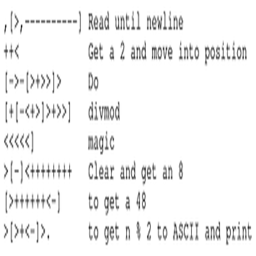 ,[>,----------] Read until newline
++< Get a 2 and move into position
[->-[>+>>]> Do
[+[-<+>]>+>>] divmod
<<<<<] magic
>[-]<++++++++ Clear and get an 8
[>++++++<-] to get a 48
>[>+<-]>. to get n % 2 to ASCII and print